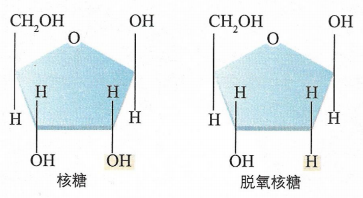 CH₂OH OH CH₂OH OH
O O
H H H H
H H H H
OH OH OH H
核糖 脱氧核糖